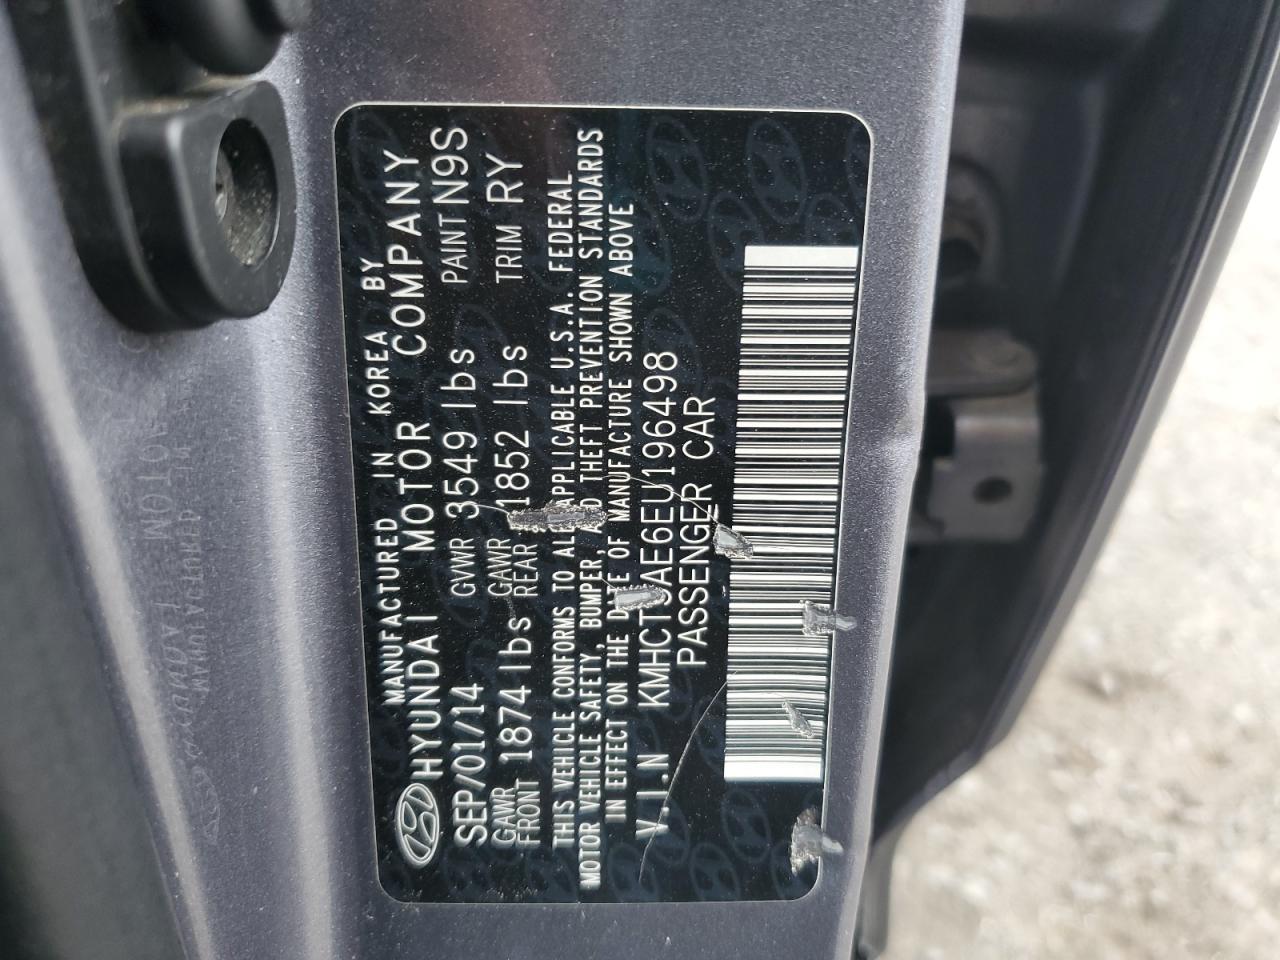 MANUFACTURED IN KOREA BY
HYUNDAI MOTOR COMPANY
SEP/01/14 GVWR 3549 lbs PAINT N9S
GAWR FRONT 1874 lbs GAWR REAR 1852 lbs TRIM RY
THIS VEHICLE CONFORMS TO ALL APPLICABLE U.S.A. FEDERAL
MOTOR VEHICLE SAFETY, BUMPER, AND THEFT PREVENTION STANDARDS
IN EFFECT ON THE DATE OF MANUFACTURE SHOWN ABOVE
V.I.N
PASSENGER CAR